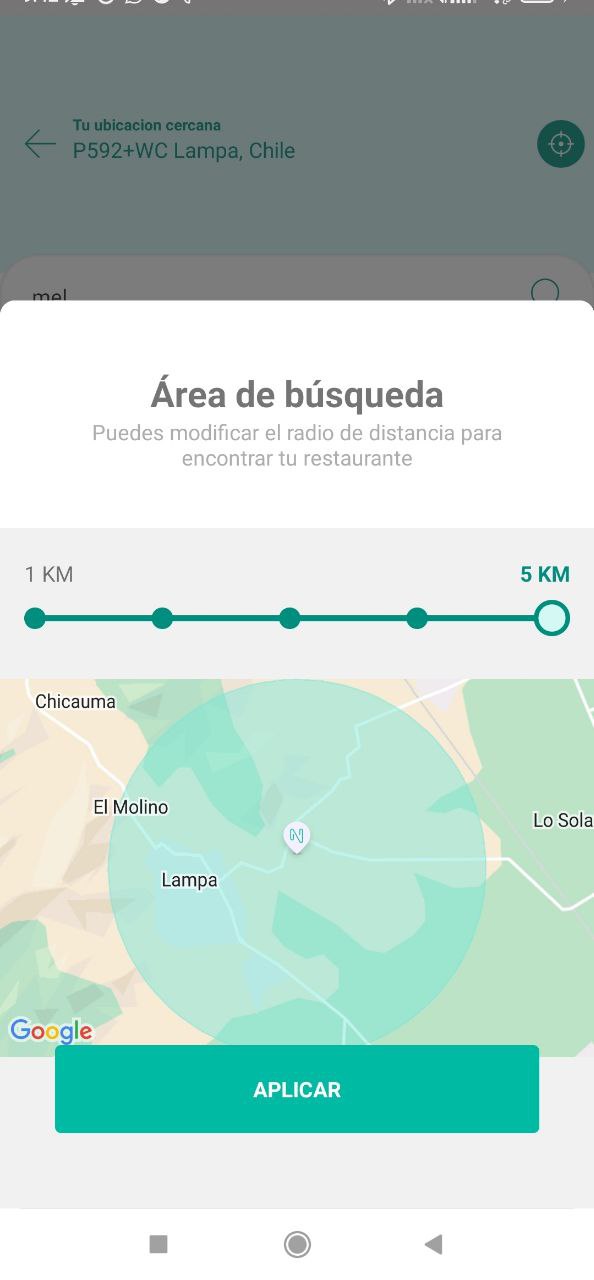 Tu ubicacion cercana
P592+WC Lampa, Chile
mel
Área de búsqueda
Puedes modificar el radio de distancia para
encontrar tu restaurante
1 KM
5 KM
Chicauma
El Molino
Lo Sola
N
Lampa
Google
APLICAR